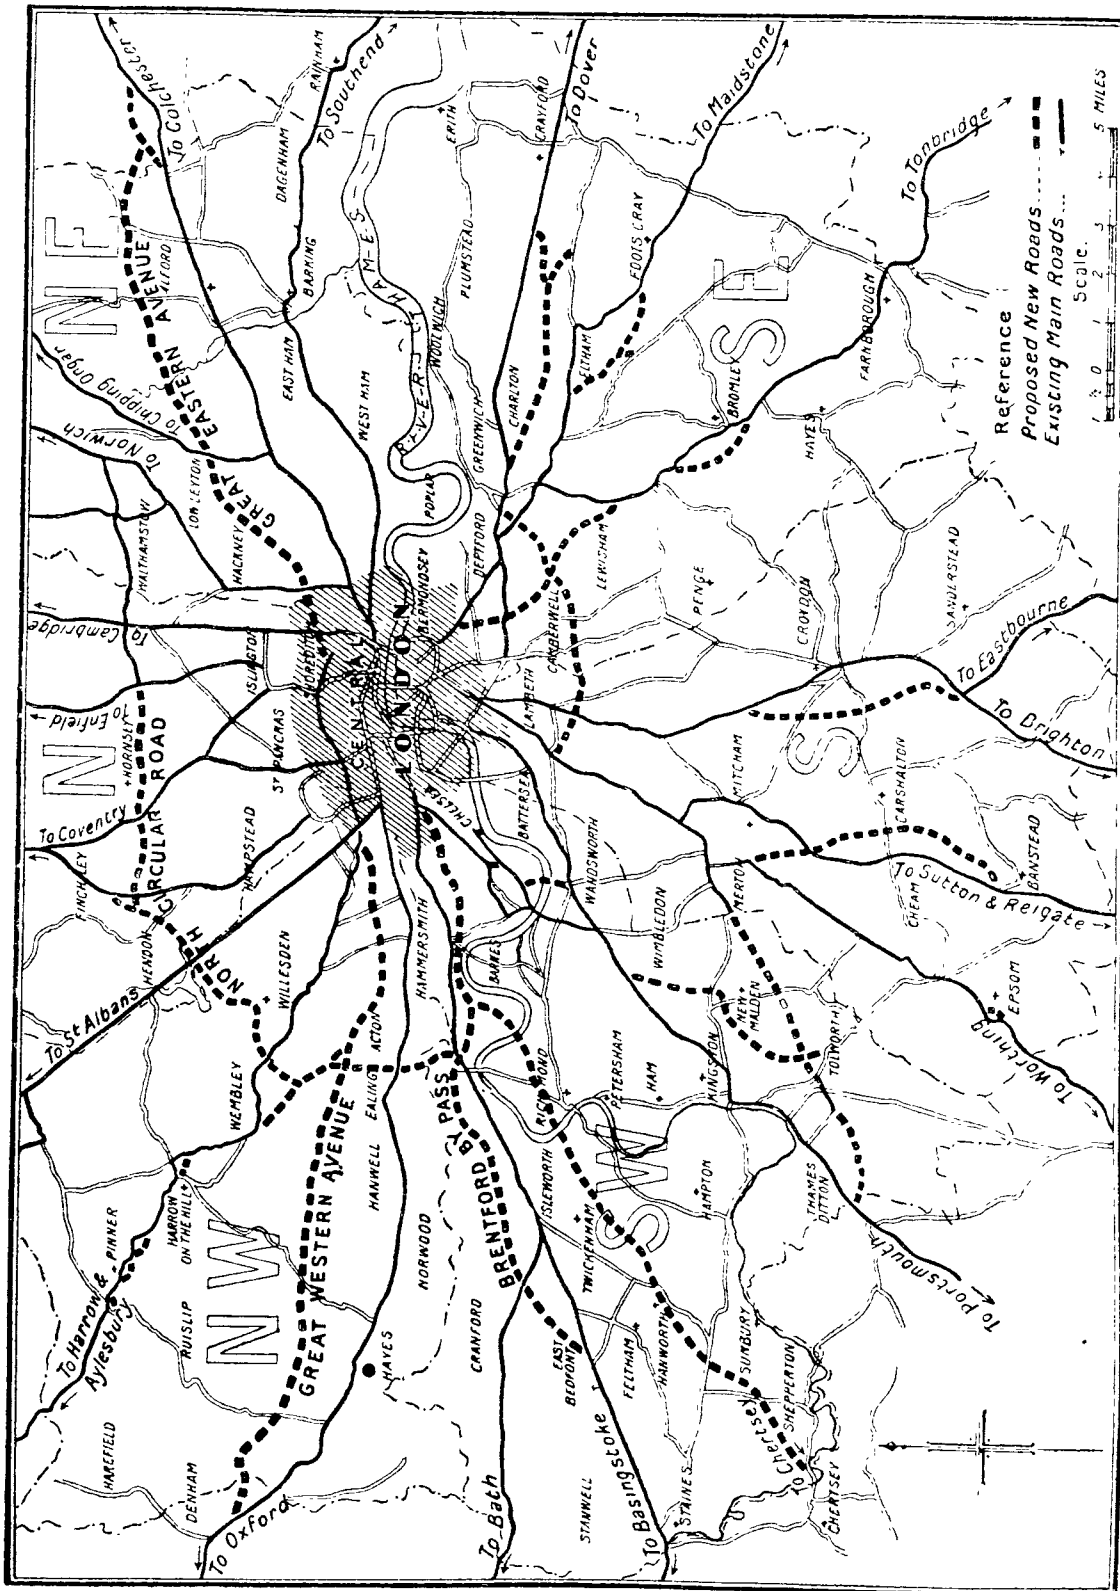 To Harrow & Aylesbury
To St Albans
To Coventry
To Enfield
To Cambridge
To Norwich
To Chipping Ongar
To Colchester
HAREFIELD
RUISLIP
PINNER
HARROW
ON THE HILL
WEMBLEY
HENDON
FINCHLEY
N
HORNSEY
NORTH CIRCULAR ROAD
WALTHAMSTOW
LOW LEYTON
N E
GREAT EASTERN AVENUE
ILFORD
DENHAM
To Oxford
N W
GREAT WESTERN AVENUE
WILLESDEN
HAMPSTEAD
ST PANCRAS
ISLINGTON
HACKNEY
SHOREDITCH
EAST HAM
BARKING
DAGENHAM
RAINHAM
To Southend
HAYES
HANWELL
EALING
ACTON
WEST HAM
NORWOOD
HAMMERSMITH
CENTRAL
LONDON
CHELSEA
BERMONDSEY
POPLAR
RIVER THAMES
WOOLWICH
PLUMSTEAD
ERITH
CRANFORD
BRENTFORD BY PASS
BARNES
BATTERSEA
LAMBETH
DEPTFORD
GREENWICH
CHARLTON
CRAYFORD
To Dover
To Bath
ISLEWORTH
RICHMOND
WANDSWORTH
CAMBERWELL
LEWISHAM
ELTHAM
FOOTS CRAY
To Maidstone
STANWELL
EAST
BEDFONT
TWICKENHAM
PETERSHAM
HAM
WIMBLEDON
FELTHAM
S W
To Basingstoke
STAINES
HANWORTH
HAMPTON
KINGSTON
NEW
MALDEN
MERTON
MITCHAM
PENGE
BROMLEY
S E
SUNBURY
SHEPPERTON
To Chertsey
CHERTSEY
THAMES
DITTON
TOLWORTH
S
CROYDON
HAYES
FARNBOROUGH
To Tonbridge
CHEAM
CARSHALTON
SANDERSTEAD
To Portsmouth
EPSOM
To Worthing
BANSTEAD
To Sutton & Reigate
To Brighton
To Eastbourne
Reference
Proposed New Roads
Existing Main Roads
Scale.
1 0 1 2 3 4 5 MILES